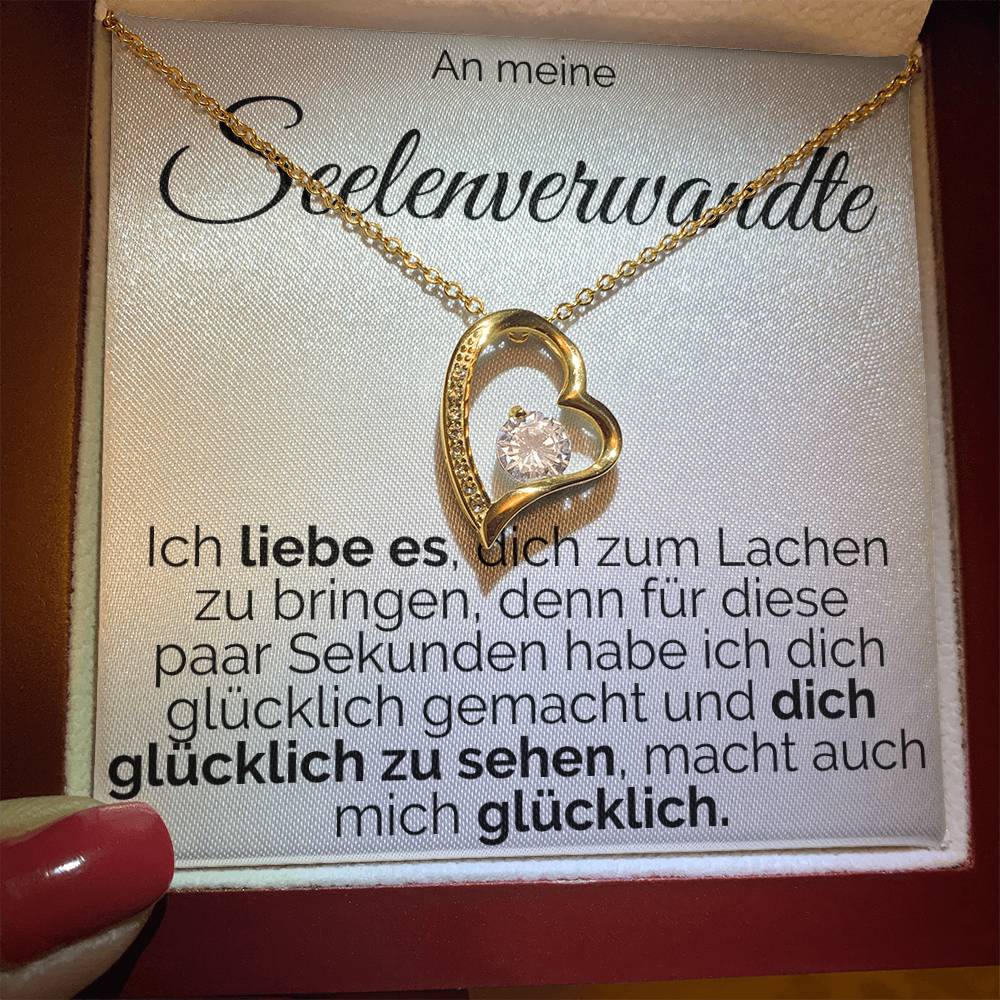 An meine
Seelenverwandte
Ich liebe es, dich zum Lachen
zu bringen, denn für diese
paar Sekunden habe ich dich
glücklich gemacht und dich
glücklich zu sehen, macht auch
mich glücklich.